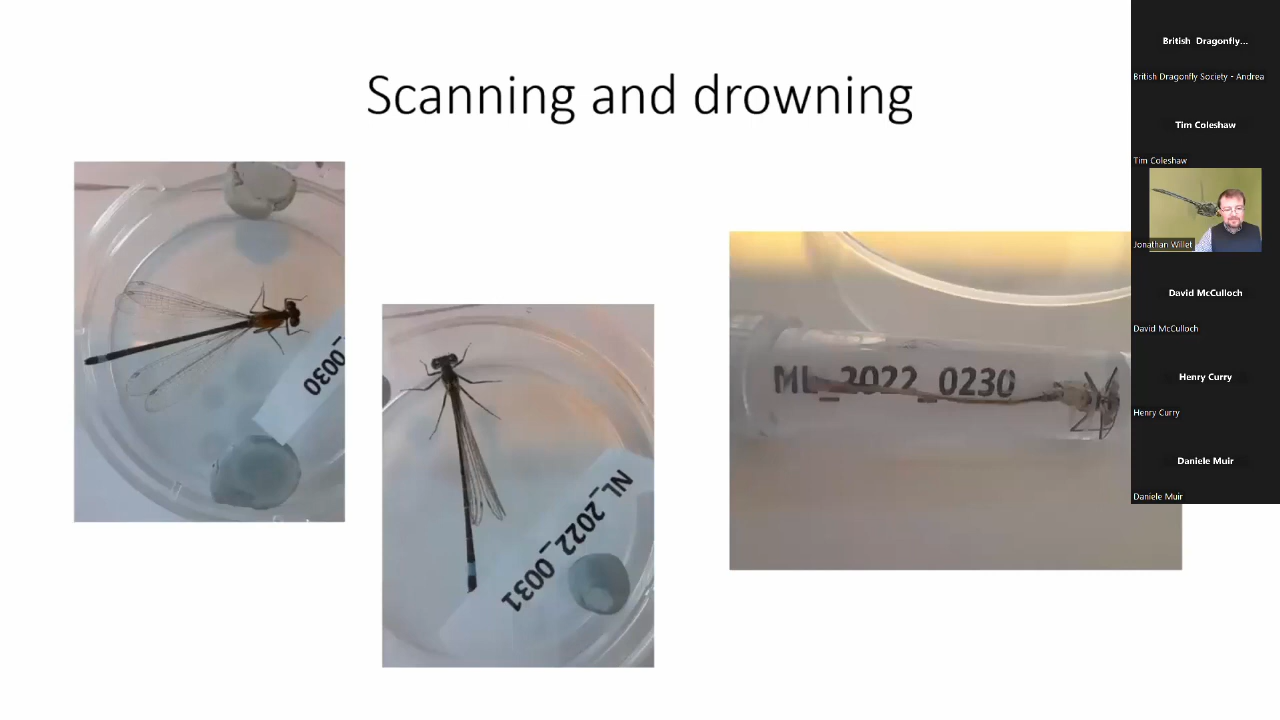 Scanning and drowning
_0030
NL_2022_0031
ML_2022_0230
British Dragonfly...
British Dragonfly Society - Andrea
Tim Coleshaw
Tim Coleshaw
Jonathan Willet
David McCulloch
David McCulloch
Henry Curry
Henry Curry
Daniele Muir
Daniele Muir